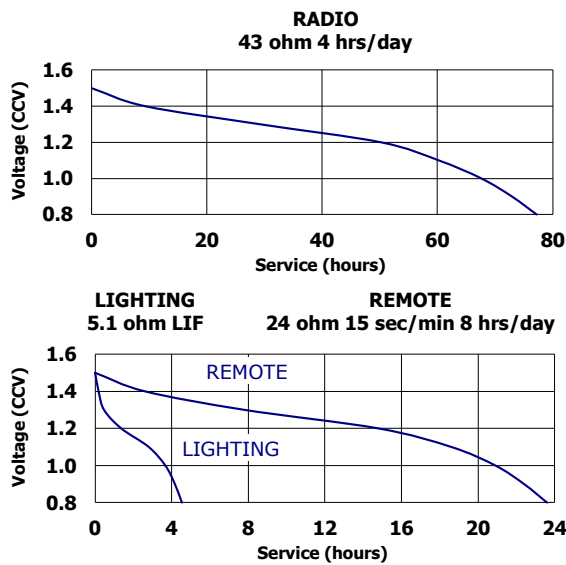 RADIO
43 ohm 4 hrs/day
1.6
1.4
1.2
1.0
0.8
Voltage (CCV)
0 20 40 60 80
Service (hours)
LIGHTING REMOTE
5.1 ohm LIF 24 ohm 15 sec/min 8 hrs/day
1.6
1.4
1.2
1.0
0.8
Voltage (CCV)
REMOTE
LIGHTING
0 4 8 12 16 20 24
Service (hours)